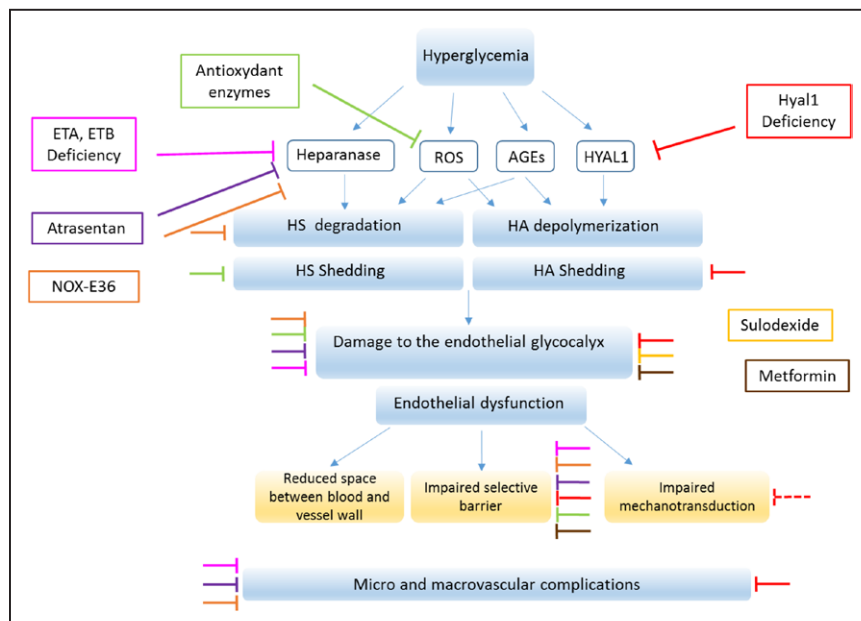 Hyperglycemia
Antioxydant
enzymes
Hyal1
Deficiency
ETA, ETB
Deficiency
Heparanase
ROS
AGEs
HYAL1
Atrasentan
HS degradation
HA depolymerization
NOX-E36
HS Shedding
HA Shedding
Sulodexide
Damage to the endothelial glycocalyx
Metformin
Endothelial dysfunction
Reduced space
between blood and
vessel wall
Impaired selective
barrier
Impaired
mechanotransduction
Micro and macrovascular complications